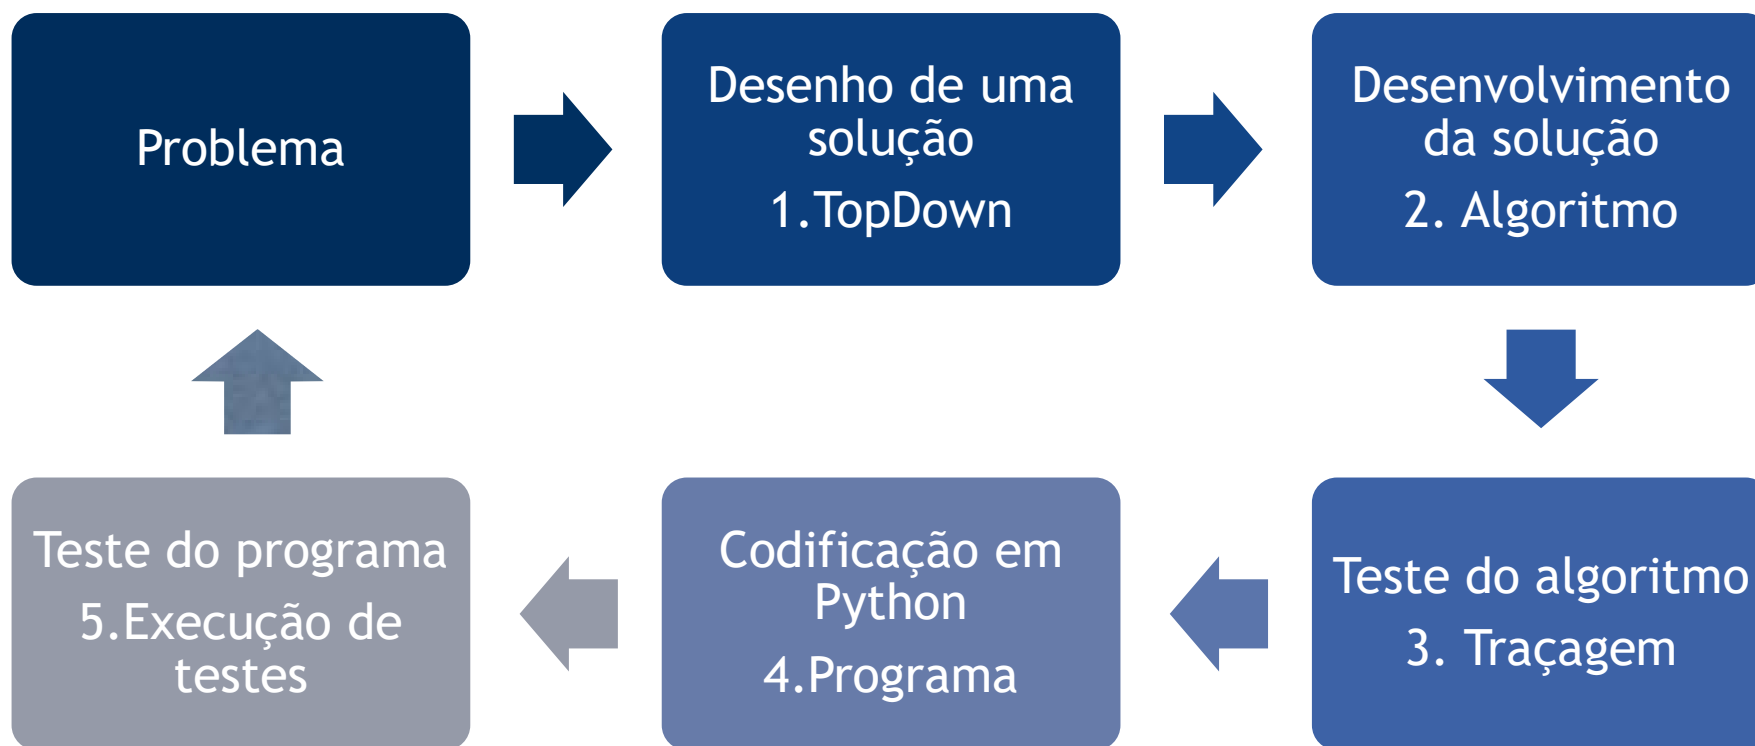 Problema
Desenho de uma
solução
1.TopDown
Desenvolvimento
da solução
2. Algoritmo
Teste do algoritmo
3. Traçagem
Codificação em
Python
4.Programa
Teste do programa
5.Execução de
testes